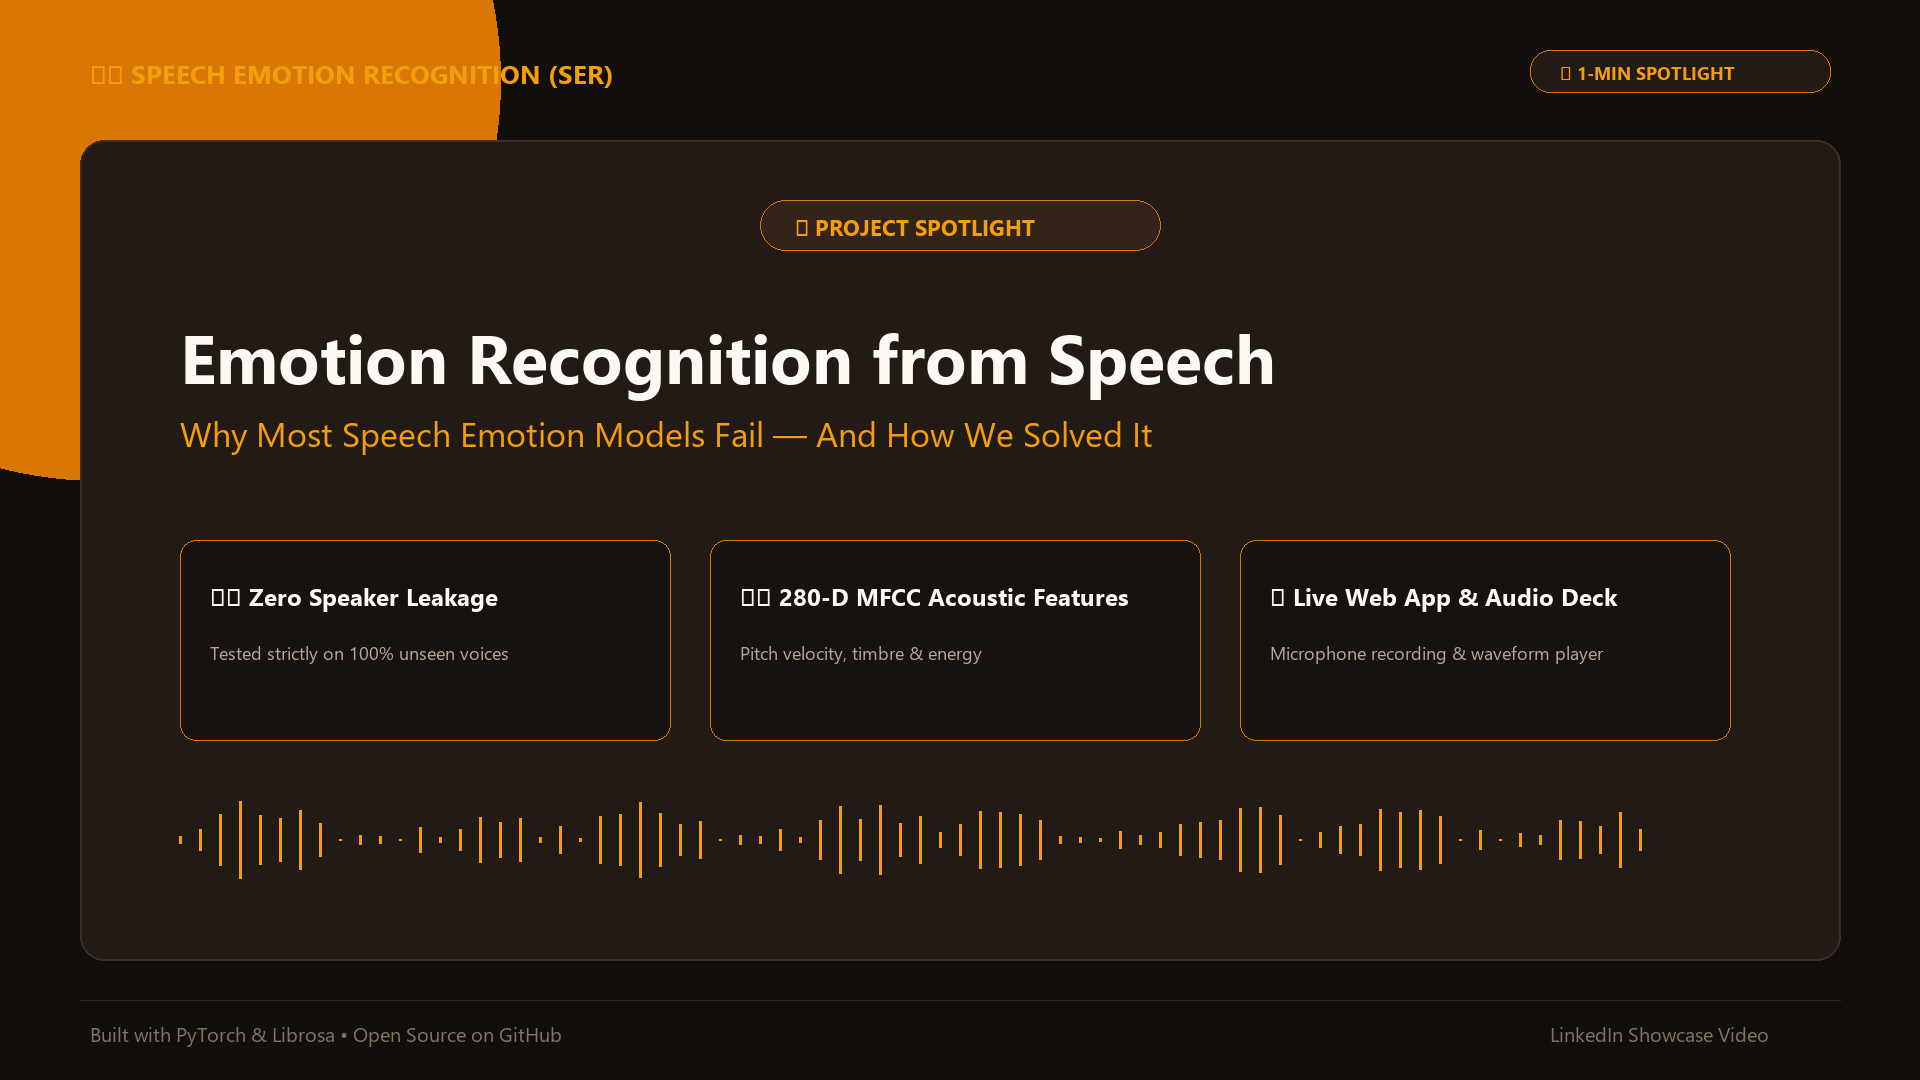 SPEECH EMOTION RECOGNITION (SER)
1-MIN SPOTLIGHT
PROJECT SPOTLIGHT
Emotion Recognition from Speech
Why Most Speech Emotion Models Fail — And How We Solved It
Zero Speaker Leakage
Tested strictly on 100% unseen voices
280-D MFCC Acoustic Features
Pitch velocity, timbre & energy
Live Web App & Audio Deck
Microphone recording & waveform player
Built with PyTorch & Librosa • Open Source on GitHub
LinkedIn Showcase Video